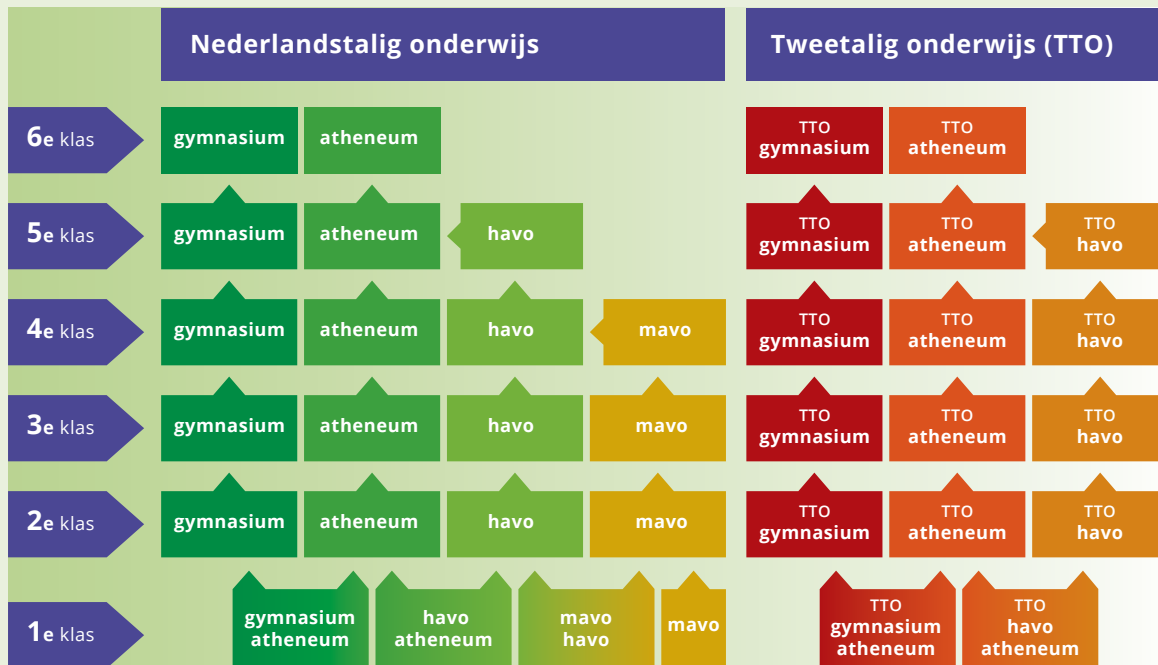 Nederlandstalig onderwijs
Tweetalig onderwijs (TTO)
6e klas
gymnasium
atheneum
TTO
gymnasium
TTO
atheneum
5e klas
gymnasium
atheneum
havo
TTO
gymnasium
TTO
atheneum
TTO
havo
4e klas
gymnasium
atheneum
havo
mavo
TTO
gymnasium
TTO
atheneum
TTO
havo
3e klas
gymnasium
atheneum
havo
mavo
TTO
gymnasium
TTO
atheneum
TTO
havo
2e klas
gymnasium
atheneum
havo
mavo
TTO
gymnasium
TTO
atheneum
TTO
havo
1e klas
gymnasium
atheneum
havo
atheneum
mavo
havo
mavo
TTO
gymnasium
atheneum
TTO
havo
atheneum